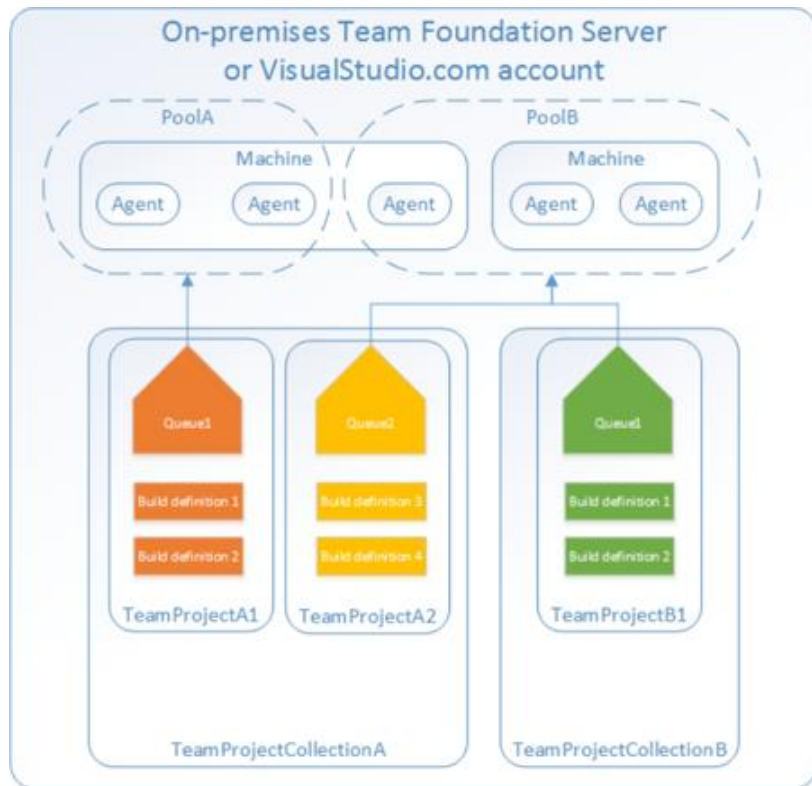 On-premises Team Foundation Server
or VisualStudio.com account
PoolA
PoolB
Machine
Machine
Agent
Agent
Agent
Agent
Agent
Queue1
Queue2
Queue1
Build definition 1
Build definition 3
Build definition 1
Build definition 2
Build definition 4
Build definition 2
TeamProjectA1
TeamProjectA2
TeamProjectB1
TeamProjectCollectionA
TeamProjectCollectionB